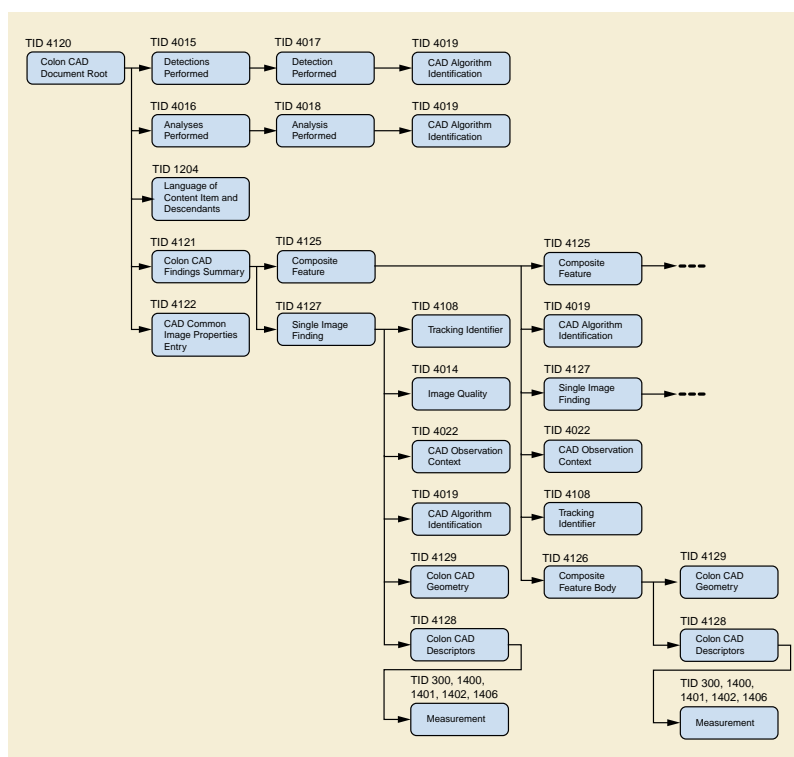 TID 4120
Colon CAD
Document Root
TID 4015
Detections
Performed
TID 4017
Detection
Performed
TID 4019
CAD Algorithm
Identification
TID 4016
Analyses
Performed
TID 4018
Analysis
Performed
TID 4019
CAD Algorithm
Identification
TID 1204
Language of
Content Item and
Descendants
TID 4121
Colon CAD
Findings Summary
TID 4125
Composite
Feature
TID 4125
Composite
Feature
TID 4122
CAD Common
Image Properties
Entry
TID 4127
Single Image
Finding
TID 4108
Tracking Identifier
TID 4019
CAD Algorithm
Identification
TID 4014
Image Quality
TID 4127
Single Image
Finding
TID 4022
CAD Observation
Context
TID 4022
CAD Observation
Context
TID 4019
CAD Algorithm
Identification
TID 4108
Tracking
Identifier
TID 4129
Colon CAD
Geometry
TID 4126
Composite
Feature Body
TID 4129
Colon CAD
Geometry
TID 4128
Colon CAD
Descriptors
TID 4128
Colon CAD
Descriptors
TID 300, 1400,
1401, 1402, 1406
Measurement
TID 300, 1400,
1401, 1402, 1406
Measurement